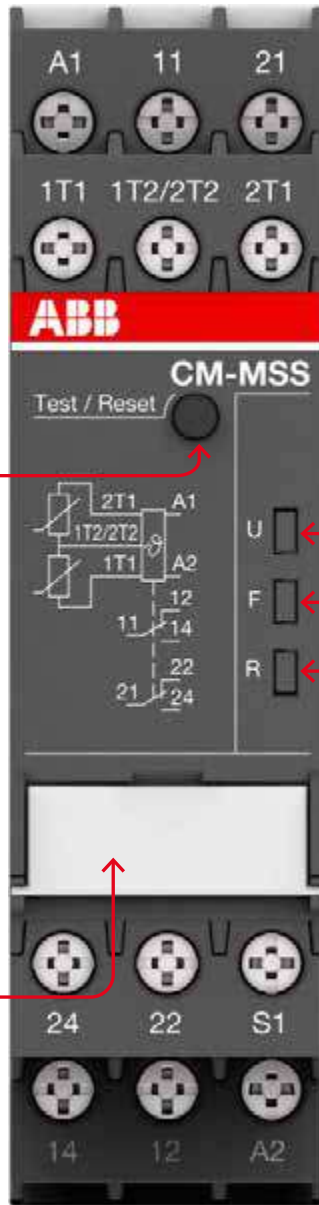 A1 11 21
1T1 1T2/2T2 2T1
ABB
CM-MSS
Test / Reset
2T1 A1
1T2/2T2
1T1 A2
12
11 14
22
21 24
U
F
R
24 22 S1
14 12 A2